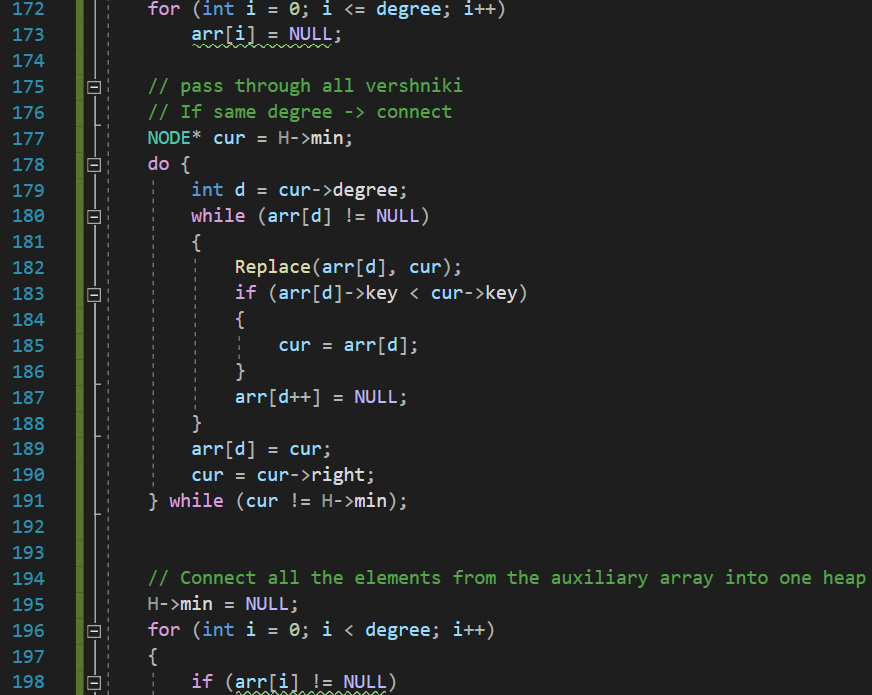 172 for (int i = 0; i <= degree; i++)
173 arr[i] = NULL;
174
175 // pass through all vershniki
176 // If same degree -> connect
177 NODE* cur = H->min;
178 do {
179 int d = cur->degree;
180 while (arr[d] != NULL)
181 {
182 Replace(arr[d], cur);
183 if (arr[d]->key < cur->key)
184 {
185 cur = arr[d];
186 }
187 arr[d++] = NULL;
188 }
189 arr[d] = cur;
190 cur = cur->right;
191 } while (cur != H->min);
192
193
194 // Connect all the elements from the auxiliary array into one heap
195 H->min = NULL;
196 for (int i = 0; i < degree; i++)
197 {
198 if (arr[i] != NULL)